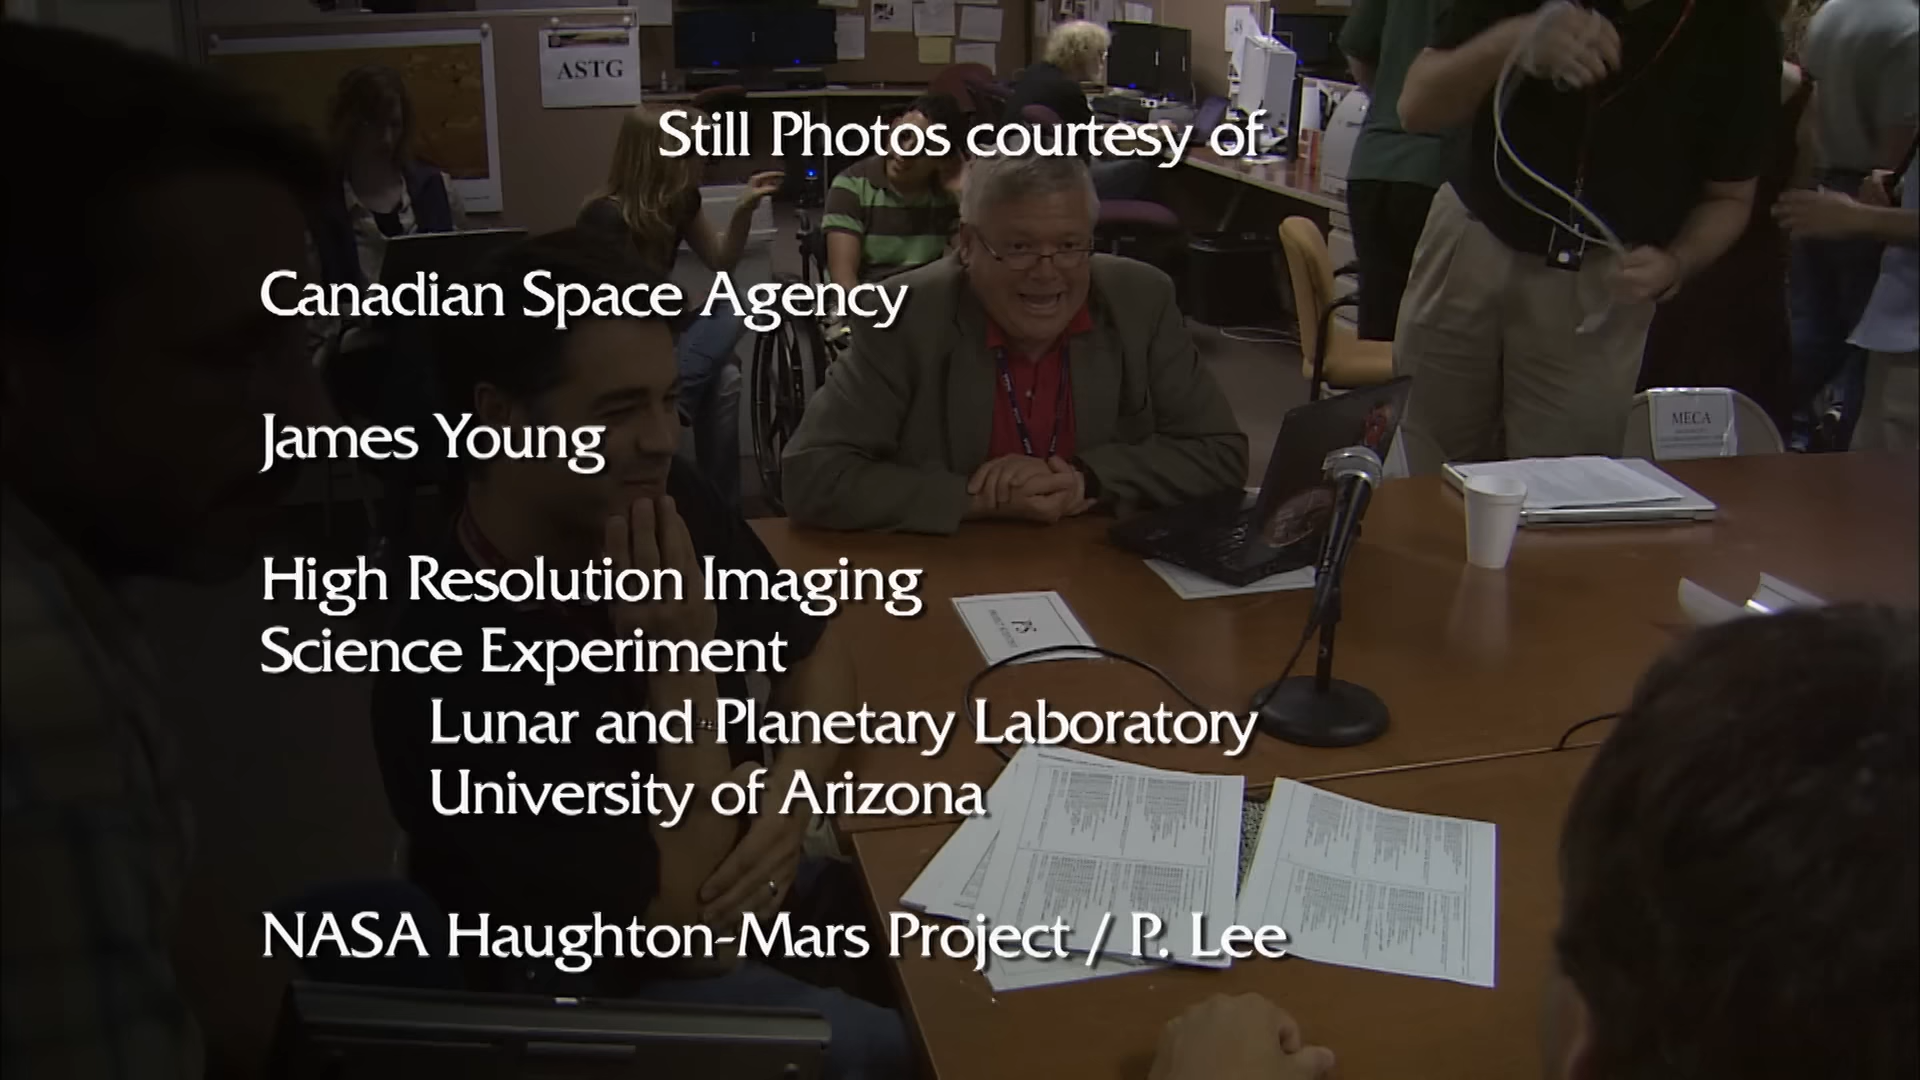 ASTG
Still Photos courtesy of
Canadian Space Agency
James Young
MECA
High Resolution Imaging
Science Experiment
PS
Lunar and Planetary Laboratory
University of Arizona
NASA Haughton-Mars Project / P. Lee